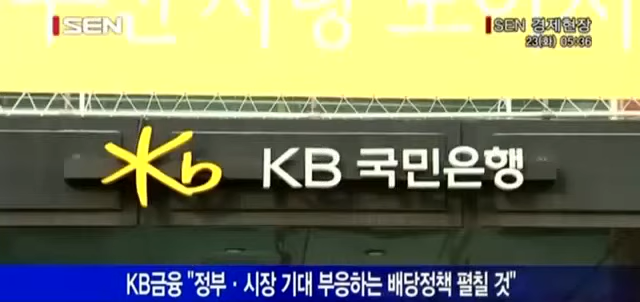 SEN
SEN 경제현장
23(화) 05:36
Kb KB 국민은행
KB금융 "정부·시장 기대 부응하는 배당정책 펼칠 것"